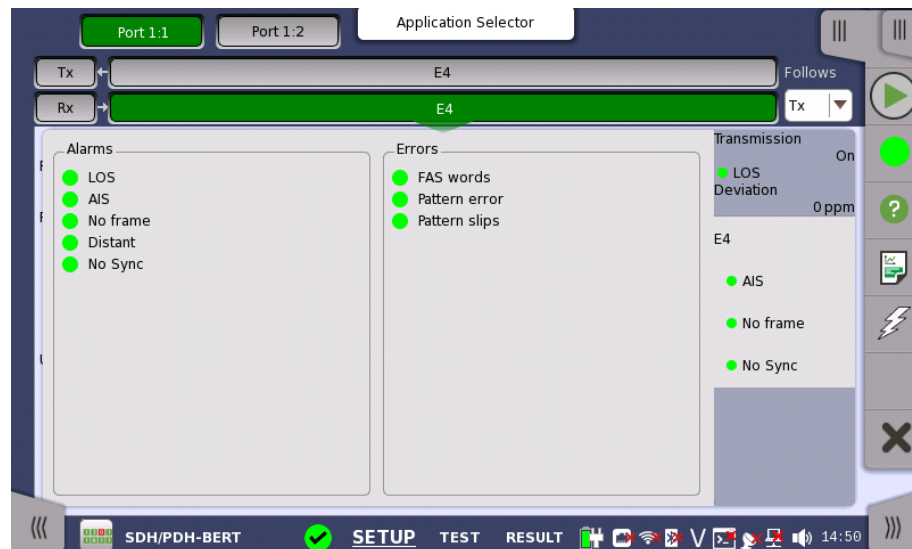 Port 1:1
Port 1:2
Application Selector
Tx
E4
Follows
Rx
E4
Tx
Alarms
LOS
AIS
No frame
Distant
No Sync
Errors
FAS words
Pattern error
Pattern slips
Transmission
On
LOS
Deviation
0 ppm
E4
AIS
No frame
No Sync
?
SDH/PDH-BERT
SETUP
TEST
RESULT
V
14:50